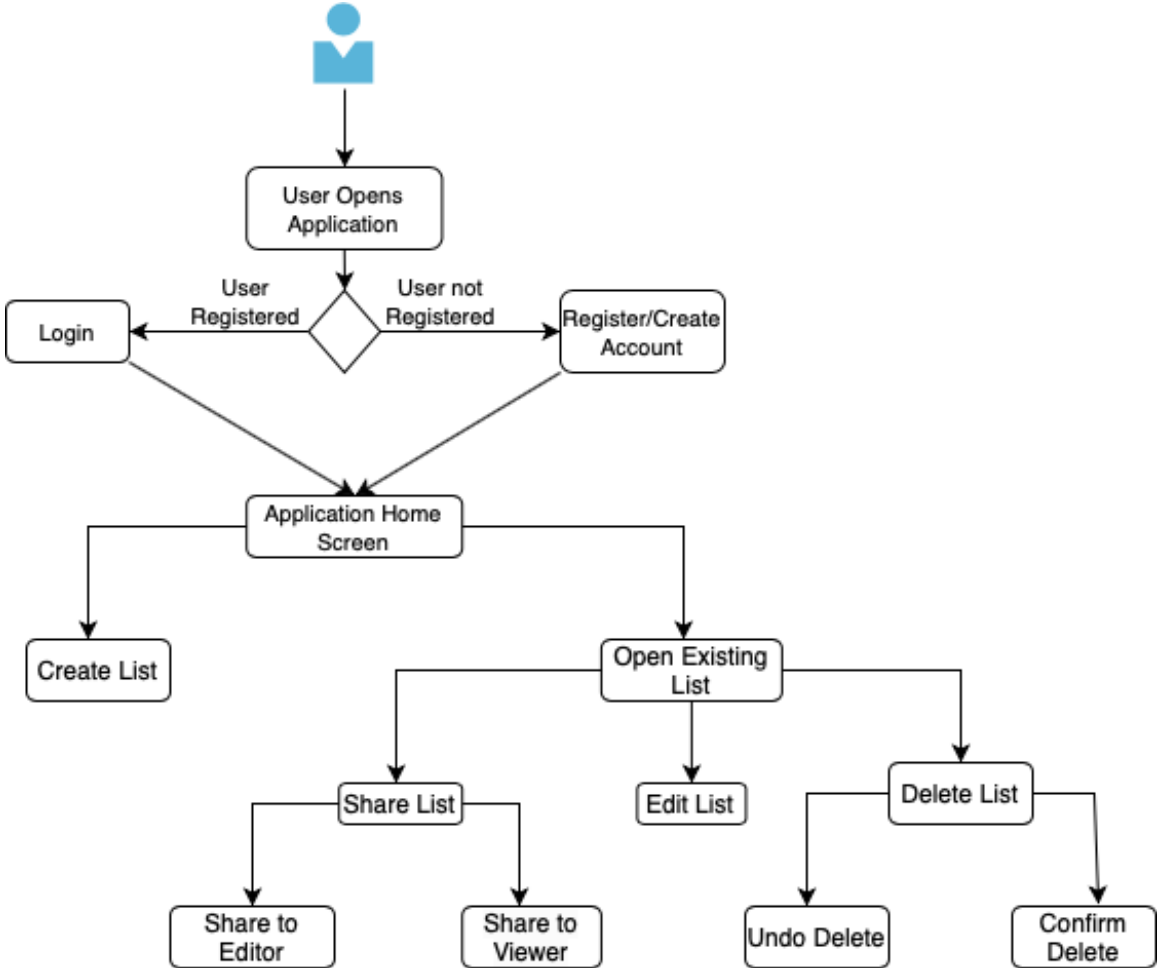 User Opens
Application
User
Registered
User not
Registered
Login
Register/Create
Account
Application Home
Screen
Create List
Open Existing
List
Share List
Edit List
Delete List
Share to
Editor
Share to
Viewer
Undo Delete
Confirm
Delete